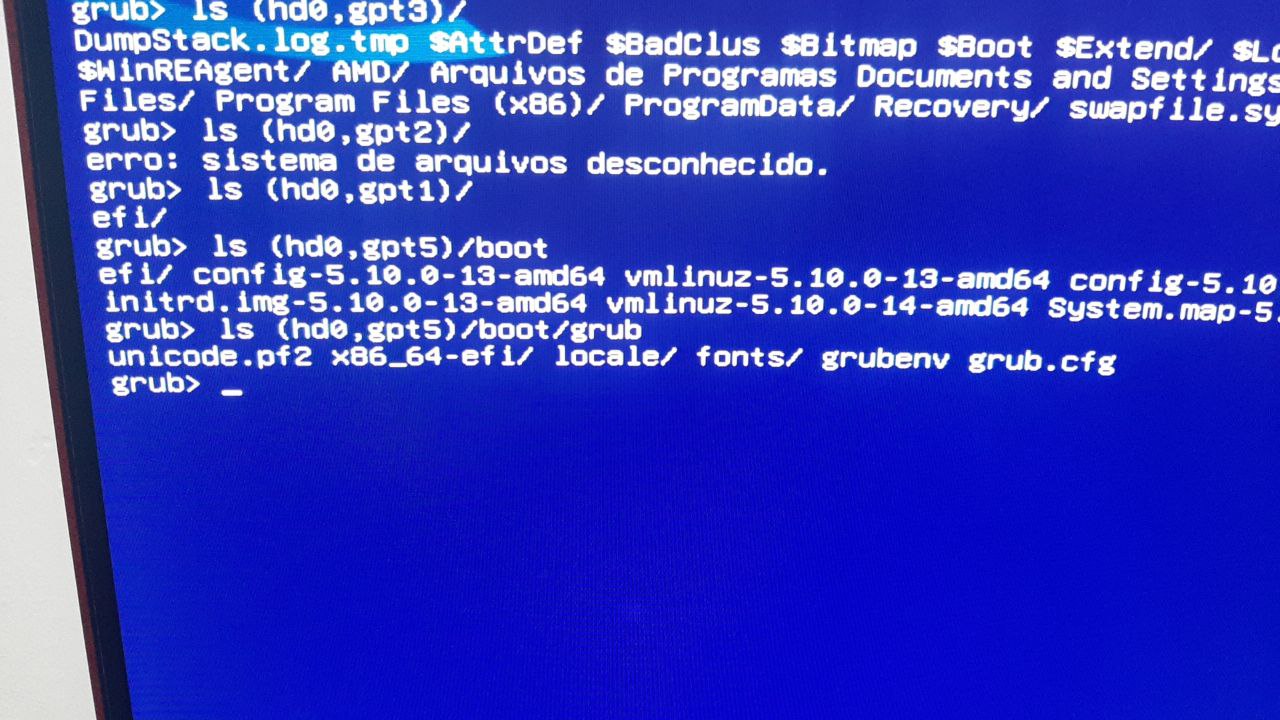 grub> ls (hd0,gpt3)/
DumpStack.log.tmp $AttrDef $BadClus $Bitmap $Boot $Extend/
$WinREAgent/ AMD/ Arquivos de Programas Documents and Settings
Files/ Program Files (x86)/ ProgramData/ Recovery/ swapfile.sy
grub> ls (hd0,gpt2)/
erro: sistema de arquivos desconhecido.
grub> ls (hd0,gpt1)/
efi/
grub> ls (hd0,gpt5)/boot
efi/ config-5.10.0-13-amd64 vmlinuz-5.10.0-13-amd64 config-5.10
initrd.img-5.10.0-13-amd64 vmlinuz-5.10.0-14-amd64 System.map-5.
grub> ls (hd0,gpt5)/boot/grub
unicode.pf2 x86_64-efi/ locale/ fonts/ grubenv grub.cfg
grub> _